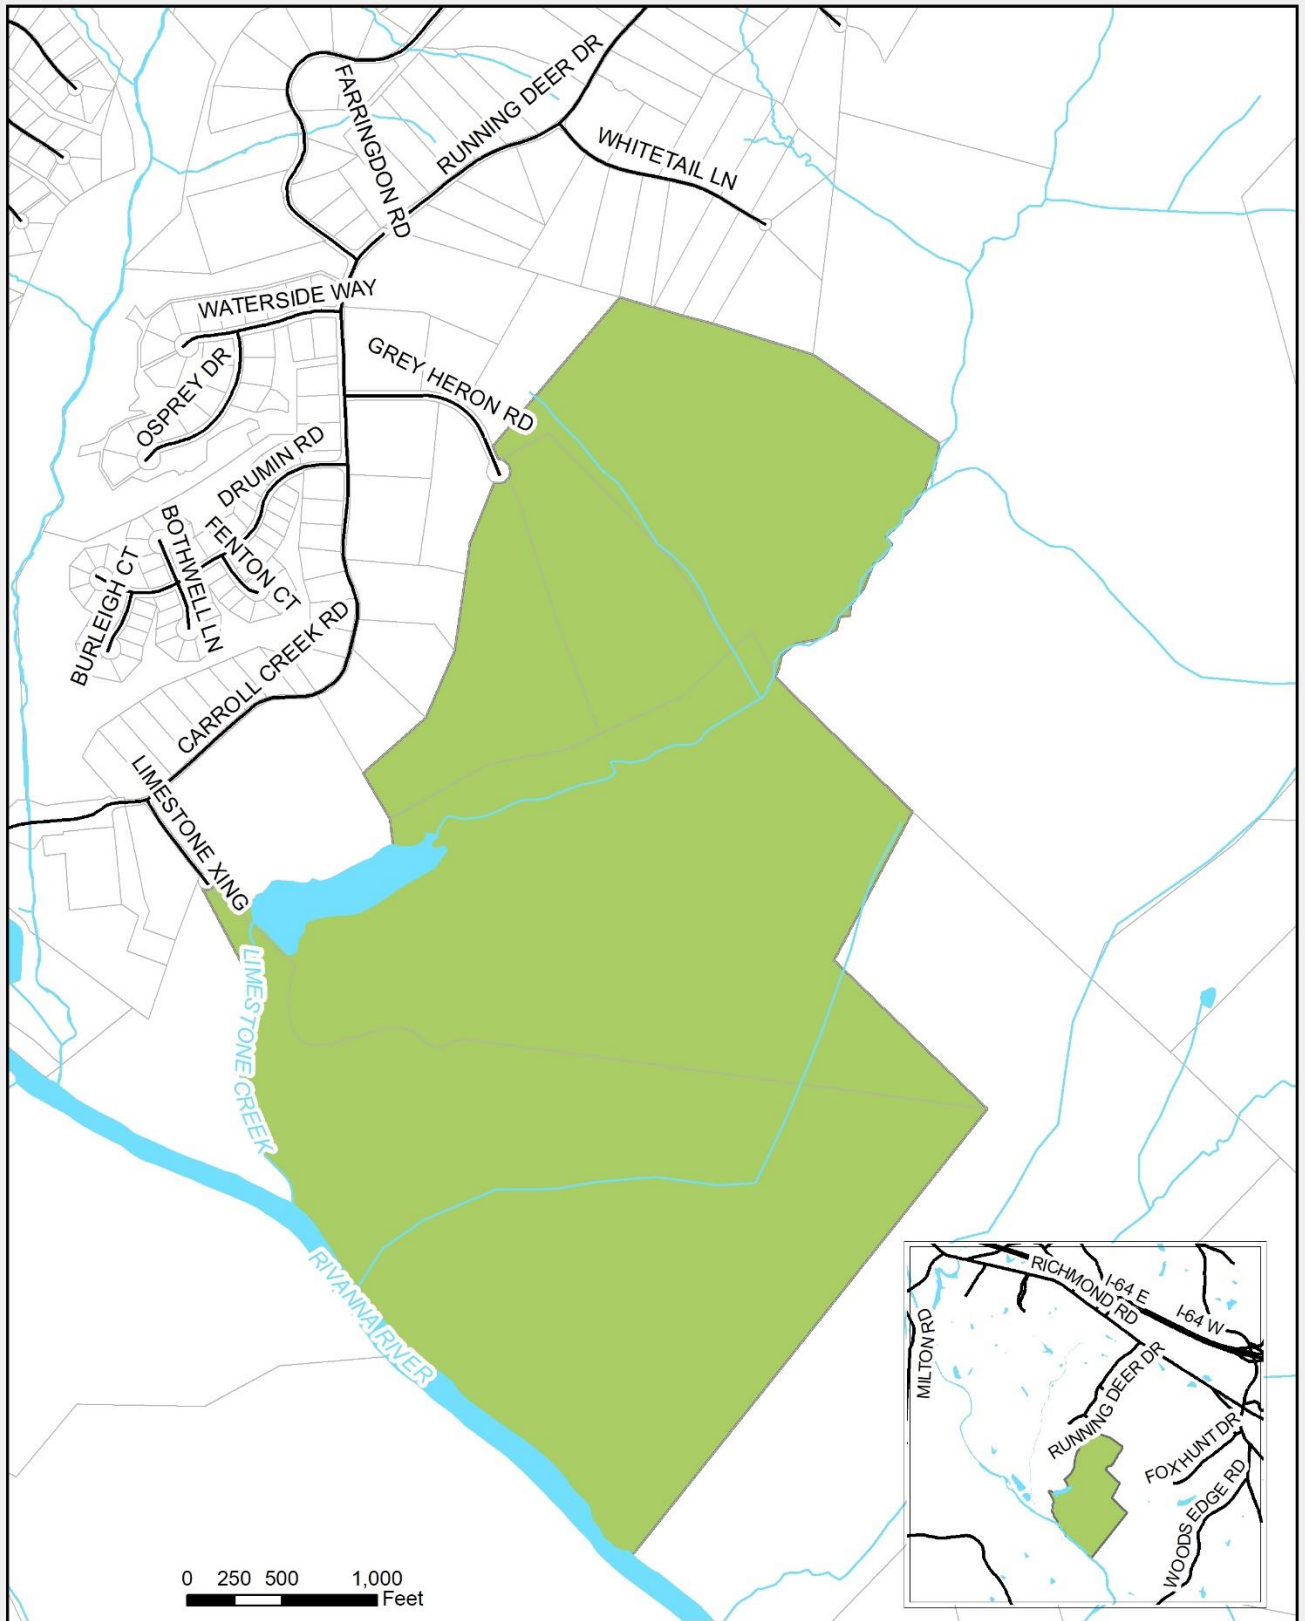 FARRINGDON RD
RUNNING DEER DR
WHITETAIL LN
WATERSIDE WAY
GREY HERON RD
OSPREY DR
DRUMIN RD
BOTHWELL LN
FENTON CT
BURLEIGH CT
CARROLL CREEK RD
LIMESTONE XING
LIMESTONE CREEK
RIVANNA RIVER
0 250 500 1,000
Feet
RICHMOND RD
I-64 E
I-64 W
MILTON RD
RUNNING DEER DR
FOXHUNT DR
WOODS EDGE RD